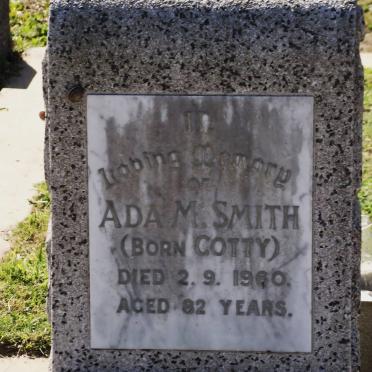 In
Loving Memory
of
ADA M. SMITH
(BORN COTTY)
DIED 2.9.1960.
AGED 82 YEARS.